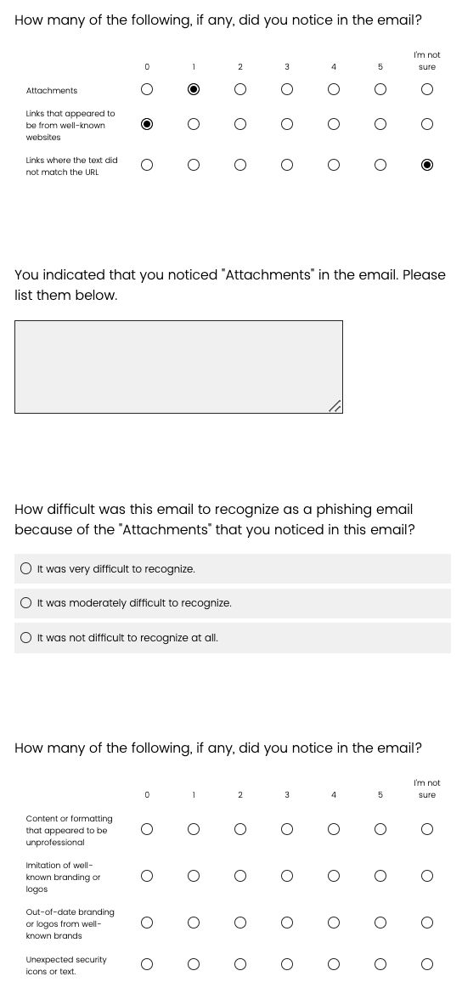 How many of the following, if any, did you notice in the email?
0 1 2 3 4 5 I'm not
sure
Attachments
Links that appeared to
be from well-known
websites
Links where the text did
not match the URL
You indicated that you noticed "Attachments" in the email. Please
list them below.
How difficult was this email to recognize as a phishing email
because of the "Attachments" that you noticed in this email?
It was very difficult to recognize.
It was moderately difficult to recognize.
It was not difficult to recognize at all.
How many of the following, if any, did you notice in the email?
0 1 2 3 4 5 I'm not
sure
Content or formatting
that appeared to be
unprofessional
Imitation of well-
known branding or
logos
Out-of-date branding
or logos from well-
known brands
Unexpected security
icons or text.